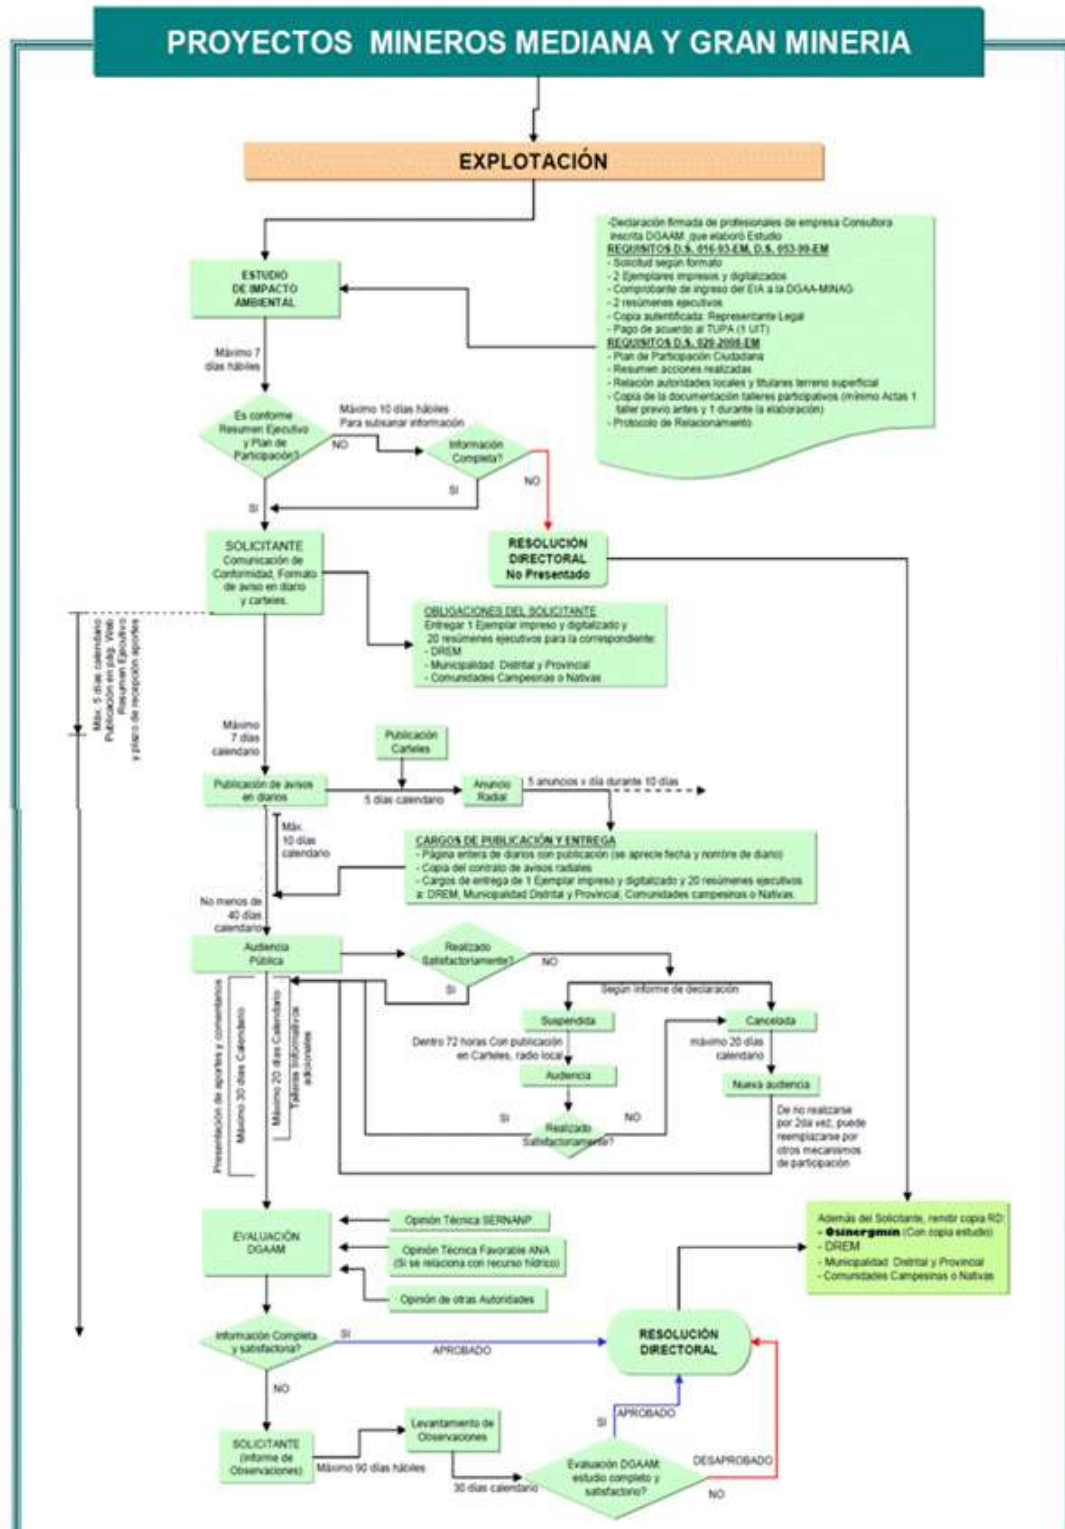 PROYECTOS MINEROS MEDIANA Y GRAN MINERIA
EXPLOTACIÓN
-Declaración firmada de profesionales de empresa Consultora
inscrita DGAAM que elaboró Estudio
REQUISITOS D.S. 016-93-EM, D.S. 053-99-EM
- Solicitud según formato
- 2 Ejemplares impresos y digitalizados
- Comprobante de ingreso del EIA a la DGAA-MINAG
- 2 resúmenes ejecutivos
- Copia autentificada: Representante Legal
- Pago de acuerdo al TUPA (1 UIT)
REQUISITOS D.S. 028-2008-EM
- Plan de Participación Ciudadana
- Resumen acciones realizadas
- Relación autoridades locales y titulares terreno superficial
- Copia de la documentación talleres participativos (mínimo Actas 1
taller previo antes y 1 durante la elaboración)
- Protocolo de Relacionamiento
ESTUDIO
DE IMPACTO
AMBIENTAL
Máximo 7
días hábiles
Es conforme
Resumen Ejecutivo
y Plan de
Participación?
Máximo 10 días hábiles
Para subsanar información
NO
Información
Completa?
NO
SI
SI
SOLICITANTE
Comunicación de
Conformidad, Formato
de aviso en diario
y carteles.
RESOLUCIÓN
DIRECTORAL
No Presentado
OBLIGACIONES DEL SOLICITANTE
Entregar 1 Ejemplar impreso y digitalizado y
20 resúmenes ejecutivos para la correspondiente:
- DREM
- Municipalidad Distrital y Provincial
- Comunidades Campesinas o Nativas
Máx. 5 días calendario
Publicación en pág. Web
Resumen Ejecutivo
y plazo de recepción aportes
Máximo
7 días
calendario
Publicación
Carteles
Publicación de avisos
en diarios
5 días calendario
Anuncio
Radial
5 anuncios x día durante 10 días
Máx.
10 días
calendario
CARGOS DE PUBLICACIÓN Y ENTREGA
- Página entera de diarios con publicación (se aprecie fecha y nombre de diario)
- Copia del contrato de avisos radiales
- Cargos de entrega de 1 Ejemplar impreso y digitalizado y 20 resúmenes ejecutivos
a: DREM, Municipalidad Distrital y Provincial, Comunidades campesinas o Nativas.
No menos de
40 días
calendario
Audiencia
Pública
Realizado
Satisfactoriamente?
NO
SI
Según informe de declaración
Suspendida
Cancelada
Dentro 72 horas Con publicación
en Carteles, radio local
máximo 20 días
calendario
Audiencia
Nueva audiencia
SI
NO
Realizado
Satisfactoriamente?
De no realizarse
por 2da vez, puede
reemplazarse por
otros mecanismos
de participación
Presentación de aportes y comentarios
Máximo 30 días Calendario
Máximo 20 días Calendario
Talleres Informativos
adicionales
EVALUACIÓN
DGAAM
Opinión Técnica SERNANP
Opinión Técnica Favorable ANA
(Si se relaciona con recurso hídrico)
Opinión de otras Autoridades
Además del Solicitante, remitir copia RD:
- Osinergmin (Con copia estudio)
- DREM
- Municipalidad Distrital y Provincial
- Comunidades Campesinas o Nativas
Información Completa
y satisfactoria?
SI
APROBADO
RESOLUCIÓN
DIRECTORAL
NO
SOLICITANTE
(Informe de
Observaciones)
Máximo 90 días hábiles
Levantamiento de
Observaciones
30 días calendario
SI
APROBADO
Evaluación DGAAM:
estudio completo y
satisfactorio?
DESAPROBADO
NO